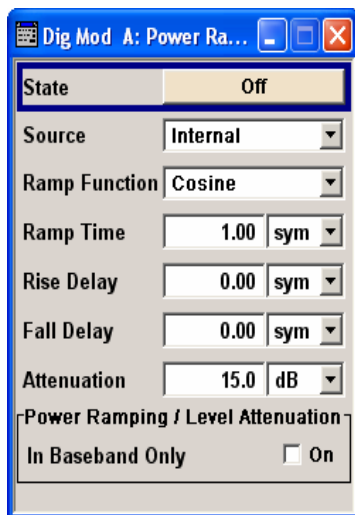 Dig Mod A: Power Ra...
State Off
Source Internal
Ramp Function Cosine
Ramp Time 1.00 sym
Rise Delay 0.00 sym
Fall Delay 0.00 sym
Attenuation 15.0 dB
Power Ramping / Level Attenuation
In Baseband Only On